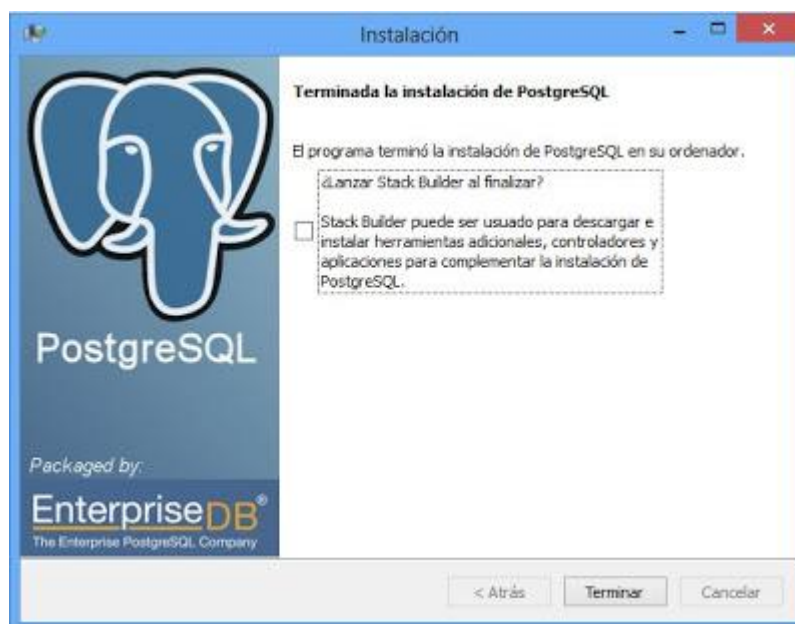 Instalación
Terminada la instalación de PostgreSQL
El programa terminó la instalación de PostgreSQL en su ordenador.
¿Lanzar Stack Builder al finalizar?
Stack Builder puede ser usado para descargar e
instalar herramientas adicionales, controladores y
aplicaciones para complementar la instalación de
PostgreSQL.
PostgreSQL
Packaged by:
EnterpriseDB®
The Enterprise PostgreSQL Company
< Atrás
Terminar
Cancelar